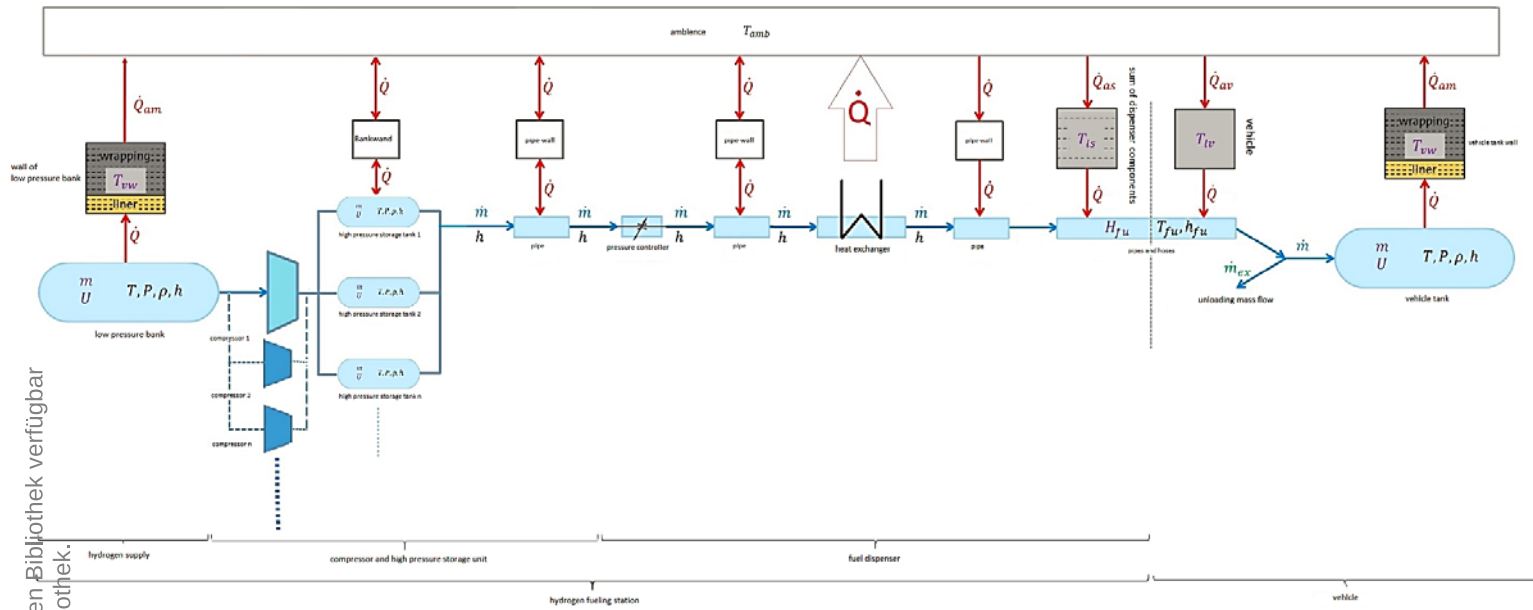 ambience T_amb
Q̇_am
Q̇
Q̇
Q̇
Q̇
Q̇
Q̇_as
sum of dispenser components
Q̇_av
vehicle
Q̇_am
wall of
low pressure bank
wrapping
T_vw
liner
Bankwand
pipe wall
pipe wall
pipe wall
T_ls
T_lv
wrapping
T_vw
liner
vehicle tank wall
Q̇
Q̇
Q̇
Q̇
Q̇
Q̇
Q̇
Q̇
m
U
T, P, ρ, h
low pressure bank
compressor 1
compressor 2
compressor n
m
U
T, P, ρ, h
high pressure storage tank 1
m
U
T, P, ρ, h
high pressure storage tank 2
m
U
T, P, ρ, h
high pressure storage tank n
ṁ
h
pipe
ṁ
h
pressure controller
ṁ
h
pipe
ṁ
h
heat exchanger
ṁ
h
pipe
H_fu
T_fu, h_fu
pipes and hoses
ṁ
ṁ_ex
unloading mass flow
m
U
T, P, ρ, h
vehicle tank
hydrogen supply
compressor and high pressure storage unit
fuel dispenser
hydrogen fueling station
vehicle
en Bibliothek verfügbar
othek.